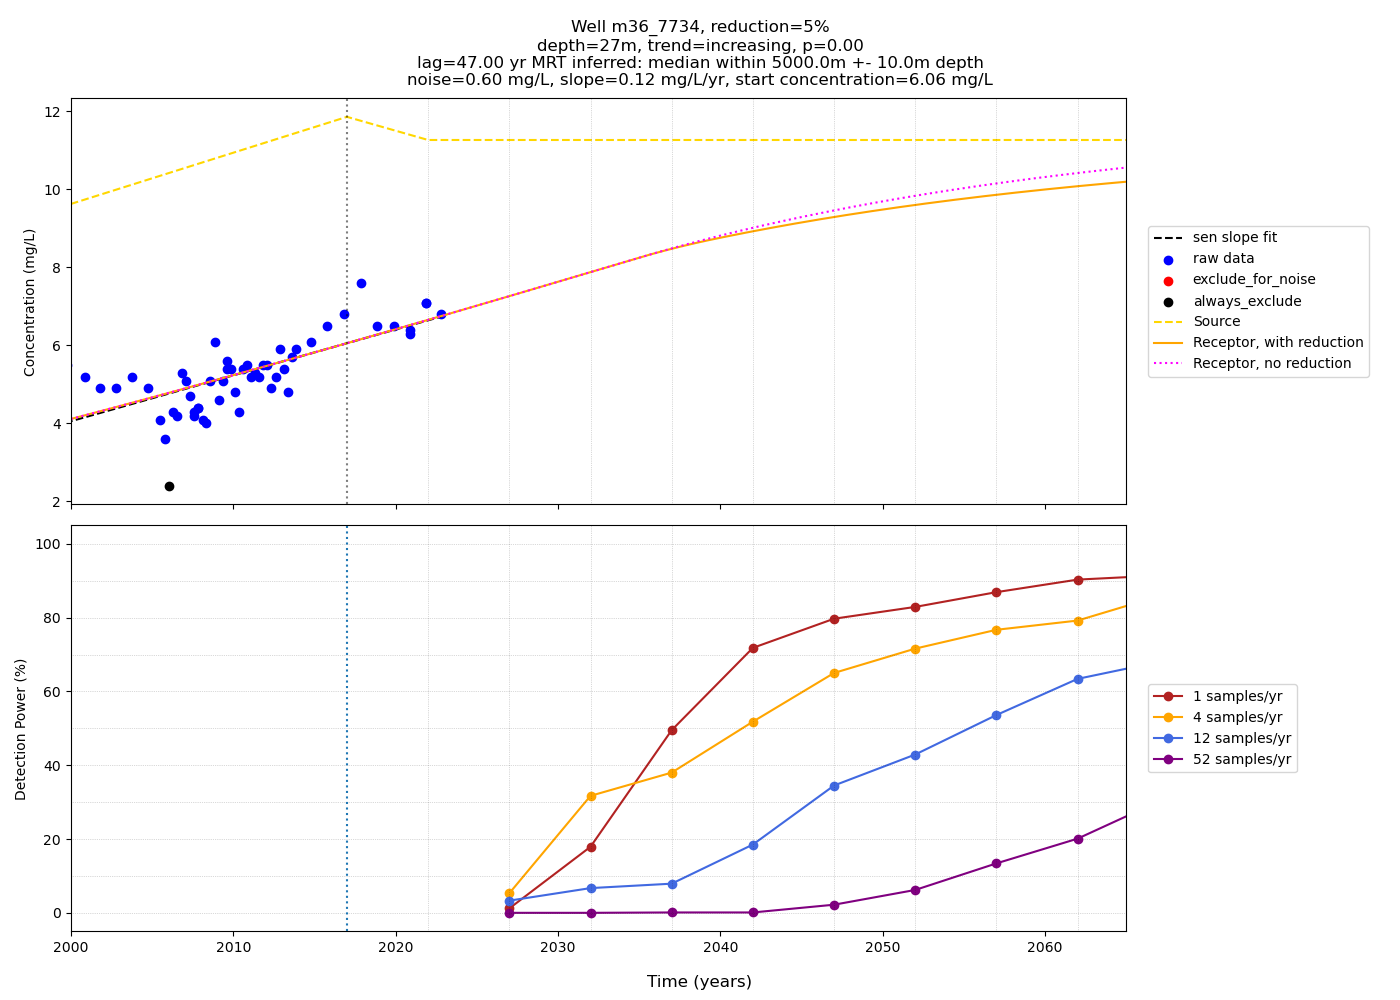 Well m36_7734, reduction=5%
depth=27m, trend=increasing, p=0.00
lag=47.00 yr MRT inferred: median within 5000.0m +- 10.0m depth
noise=0.60 mg/L, slope=0.12 mg/L/yr, start concentration=6.06 mg/L
12
10
8
6
4
2
Concentration (mg/L)
sen slope fit
raw data
exclude_for_noise
always_exclude
Source
Receptor, with reduction
Receptor, no reduction
100
80
60
40
20
0
Detection Power (%)
1 samples/yr
4 samples/yr
12 samples/yr
52 samples/yr
2000 2010 2020 2030 2040 2050 2060
Time (years)